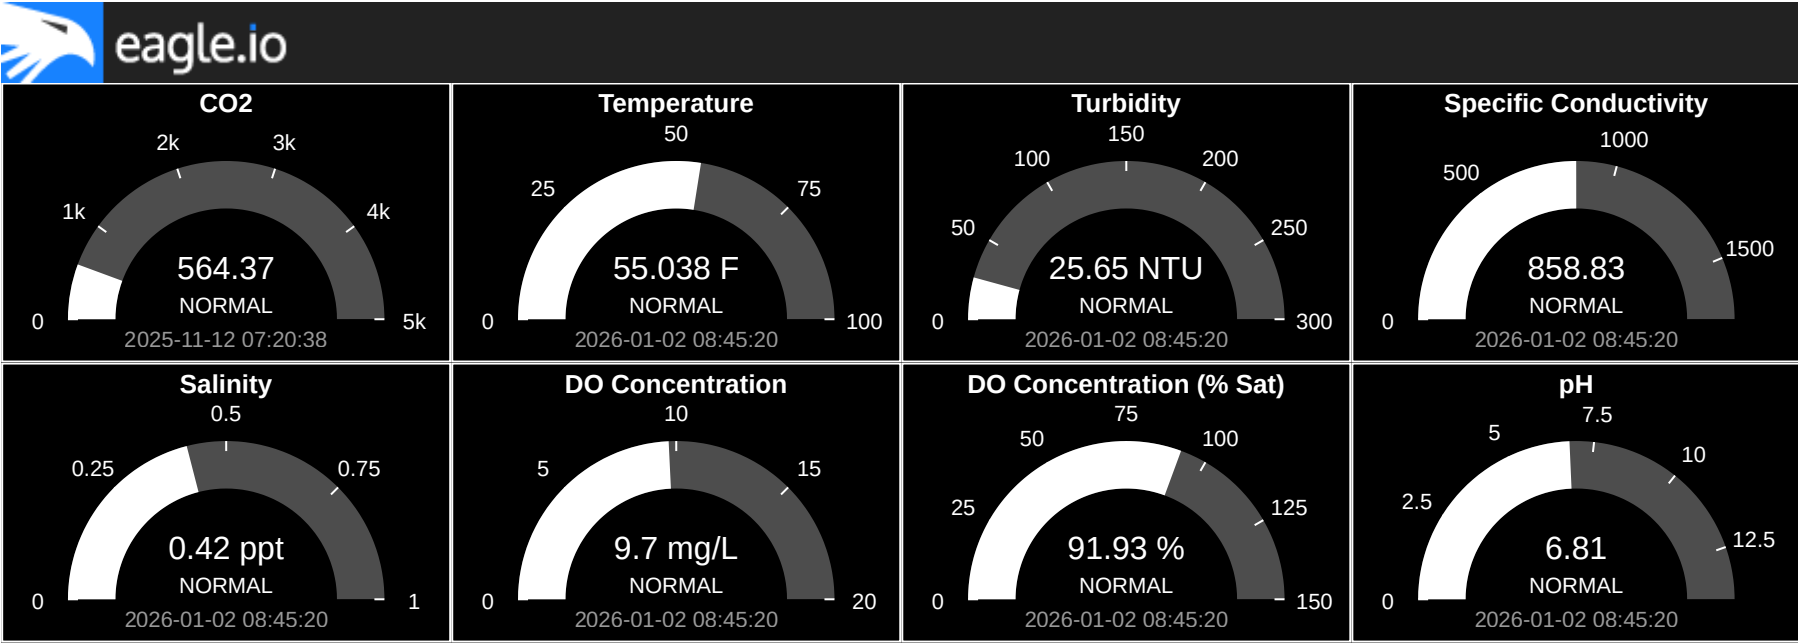 eagle.io
CO2
2k
3k
1k
4k
564.37
NORMAL
0
5k
2025-11-12 07:20:38
Temperature
50
25
75
55.038 F
NORMAL
0
100
2026-01-02 08:45:20
Turbidity
150
100
200
50
250
25.65 NTU
NORMAL
0
300
2026-01-02 08:45:20
Specific Conductivity
1000
500
1500
858.83
NORMAL
0
2026-01-02 08:45:20
Salinity
0.5
0.25
0.75
0.42 ppt
NORMAL
0
1
2026-01-02 08:45:20
DO Concentration
10
5
15
9.7 mg/L
NORMAL
0
20
2026-01-02 08:45:20
DO Concentration (% Sat)
75
50
100
25
125
91.93 %
NORMAL
0
150
2026-01-02 08:45:20
pH
7.5
5
10
2.5
12.5
6.81
NORMAL
0
2026-01-02 08:45:20